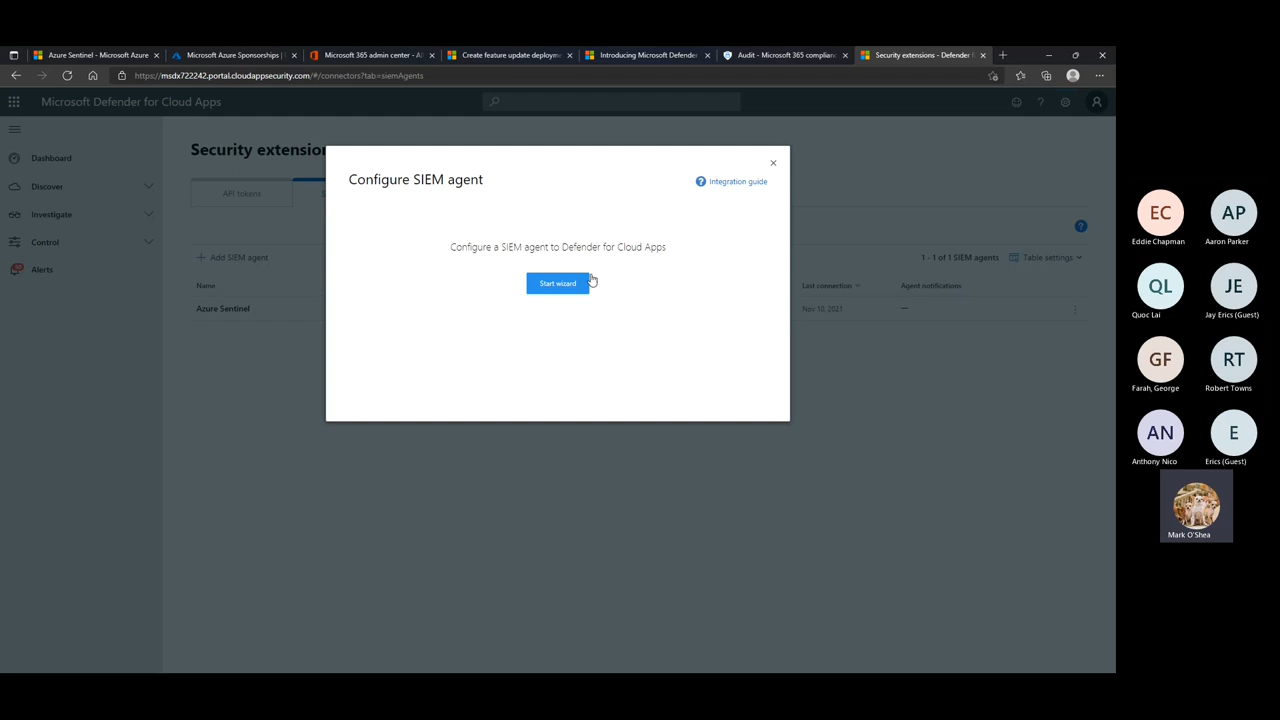 Azure Sentinel - Microsoft Azure
Microsoft Azure Sponsorships |
Microsoft 365 admin center - A
Create feature update deploym
Introducing Microsoft Defender
Audit - Microsoft 365 complianc
Security extensions - Defender f
https://msdx722242.portal.cloudappsecurity.com/#/connectors?tab=siemAgents
Microsoft Defender for Cloud Apps
Dashboard
Discover
Investigate
Control
Alerts
Security extension
API tokens
S
Configure SIEM agent
Integration guide
Configure a SIEM agent to Defender for Cloud Apps
Start wizard
+ Add SIEM agent
1 - 1 of 1 SIEM agents
Table settings
Name
Last connection
Agent notifications
Azure Sentinel
Nov 10, 2021
—
EC
Eddie Chapman
AP
Aaron Parker
QL
Quoc Lai
JE
Jay Erics (Guest)
GF
Farah, George
RT
Robert Towns
AN
Anthony Nico
E
Erics (Guest)
Mark O'Shea